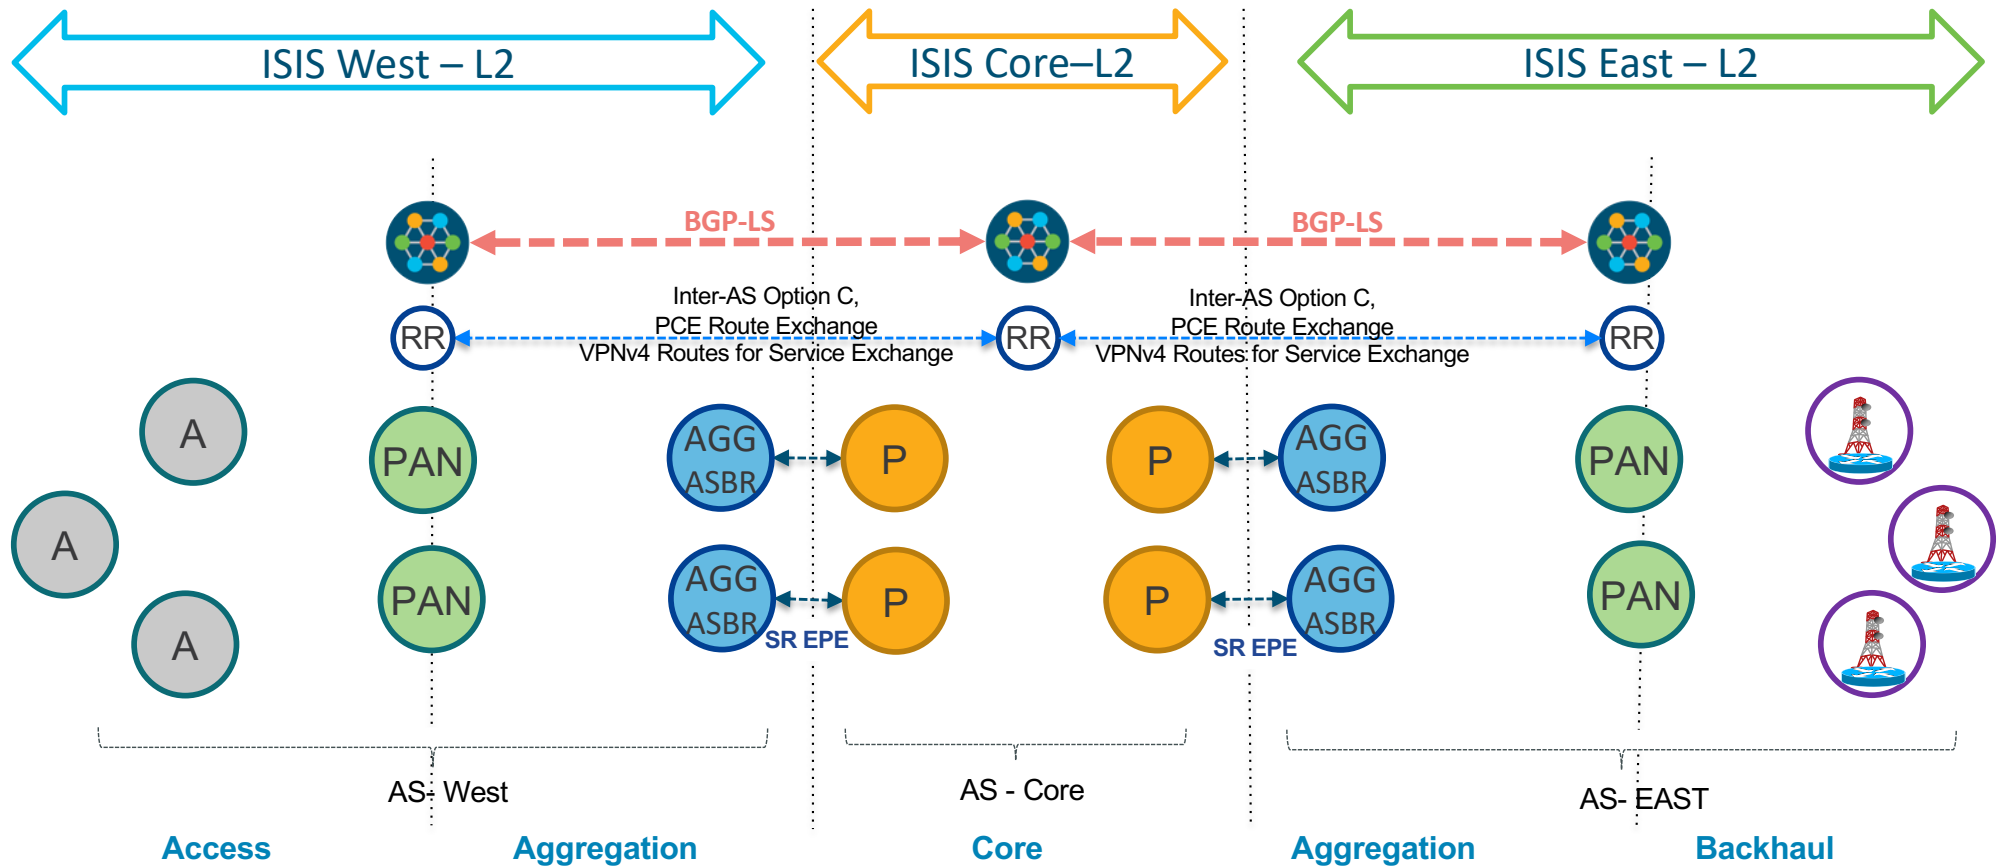 ISIS West – L2
ISIS Core–L2
ISIS East – L2
BGP-LS
BGP-LS
Inter-AS Option C,
PCE Route Exchange
VPNv4 Routes for Service Exchange
Inter-AS Option C,
PCE Route Exchange
VPNv4 Routes for Service Exchange
RR
RR
RR
A
A
A
PAN
AGG
ASBR
P
P
AGG
ASBR
PAN
PAN
AGG
ASBR
P
P
AGG
ASBR
PAN
SR EPE
SR EPE
AS- West
AS - Core
AS- EAST
Access
Aggregation
Core
Aggregation
Backhaul